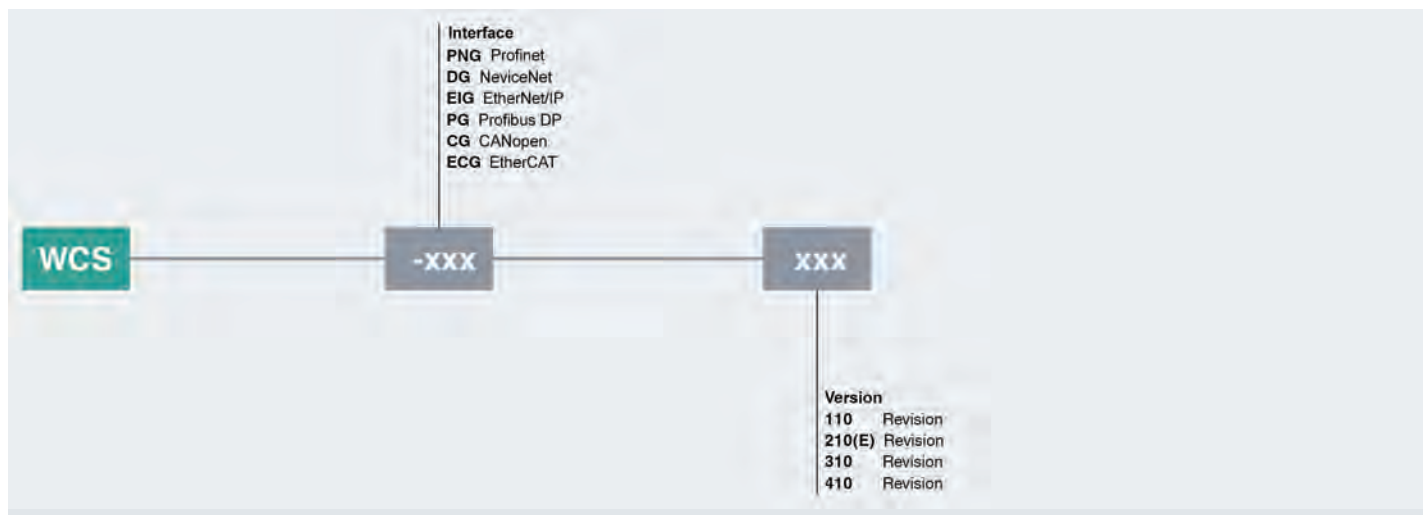 Interface
PNG Profinet
DG NeviceNet
EIG EtherNet/IP
PG Profibus DP
CG CANopen
ECG EtherCAT
WCS -xxx xxx
Version
110 Revision
210(E) Revision
310 Revision
410 Revision